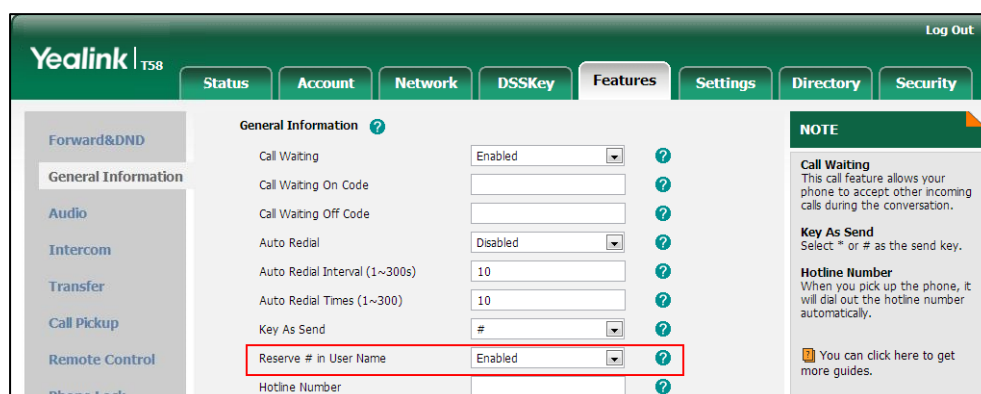 Log Out
Yealink | T58
Status Account Network DSSKey Features Settings Directory Security
Forward&DND
General Information
Audio
Intercom
Transfer
Call Pickup
Remote Control
Phone Lock
General Information ?
Call Waiting Enabled ?
Call Waiting On Code ?
Call Waiting Off Code ?
Auto Redial Disabled ?
Auto Redial Interval (1~300s) 10 ?
Auto Redial Times (1~300) 10 ?
Key As Send # ?
Reserve # in User Name Enabled ?
Hotline Number ?
NOTE
Call Waiting
This call feature allows your
phone to accept other incoming
calls during the conversation.
Key As Send
Select * or # as the send key.
Hotline Number
When you pick up the phone, it
will dial out the hotline number
automatically.
? You can click here to get
more guides.